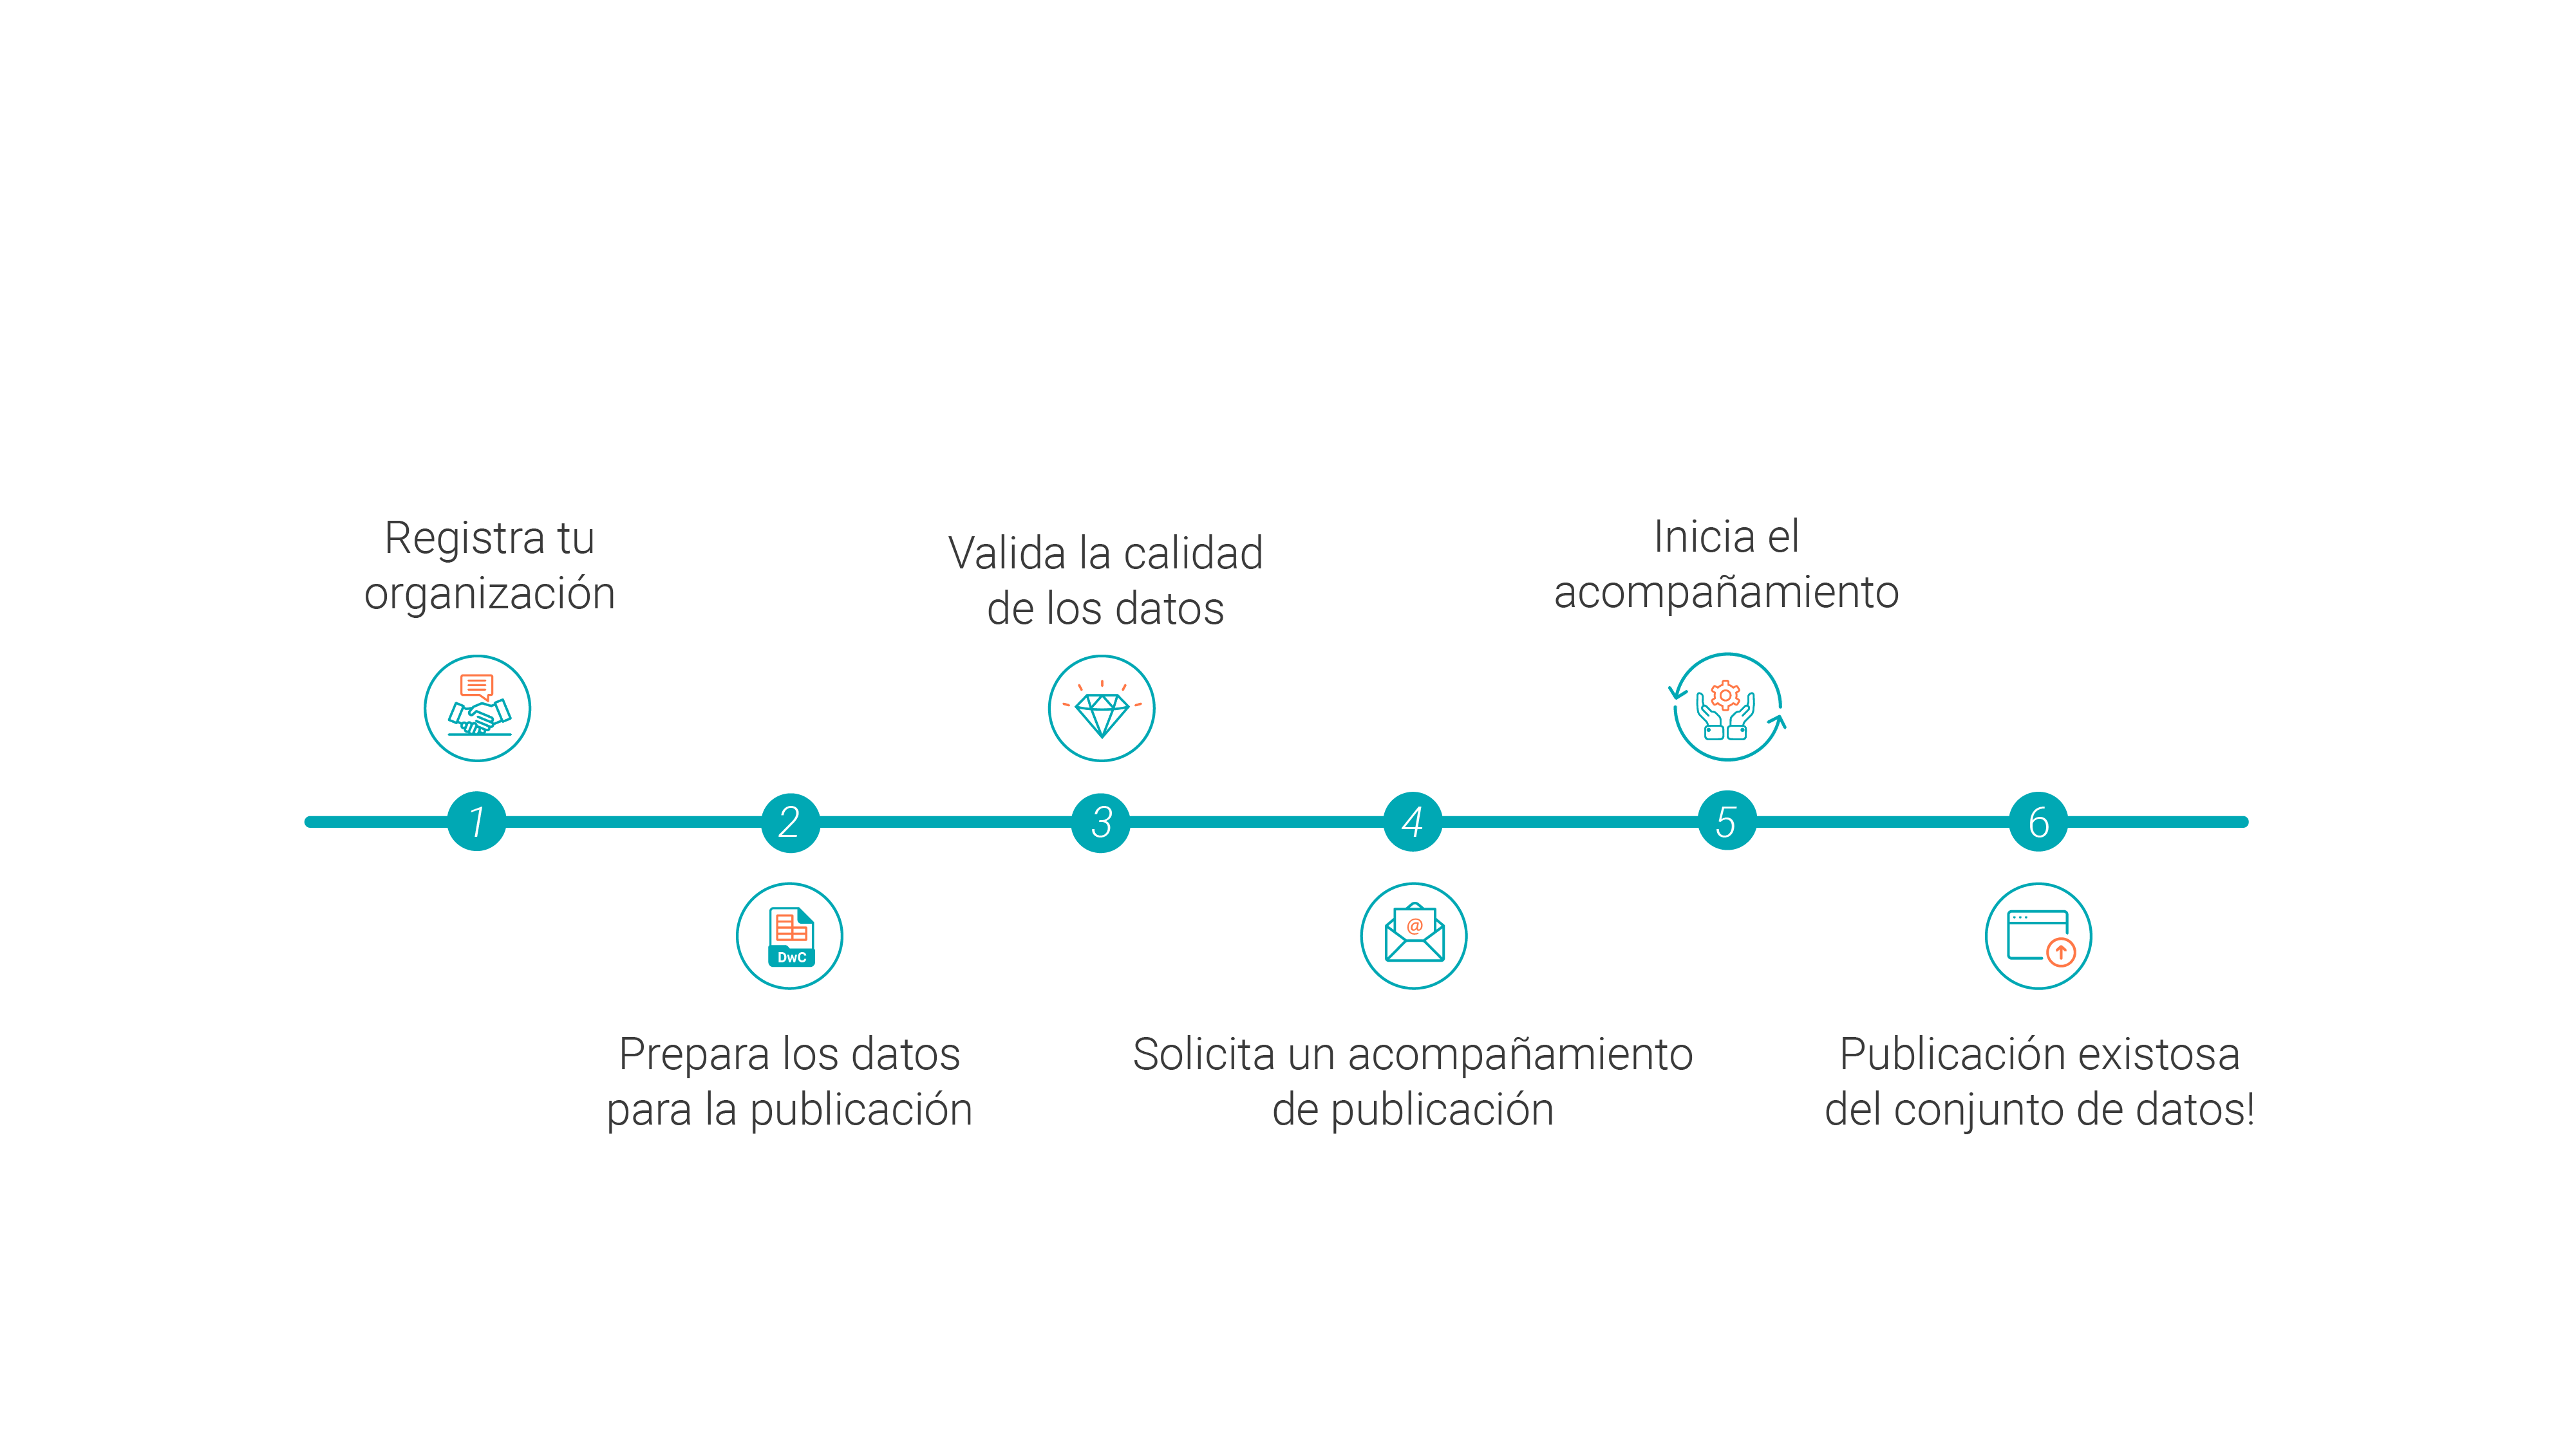 Registra tu
organización
1
Prepara los datos
para la publicación
DwC
2
Valida la calidad
de los datos
3
Solicita un acompañamiento
de publicación
@
4
Inicia el
acompañamiento
5
Publicación existosa
del conjunto de datos!
6